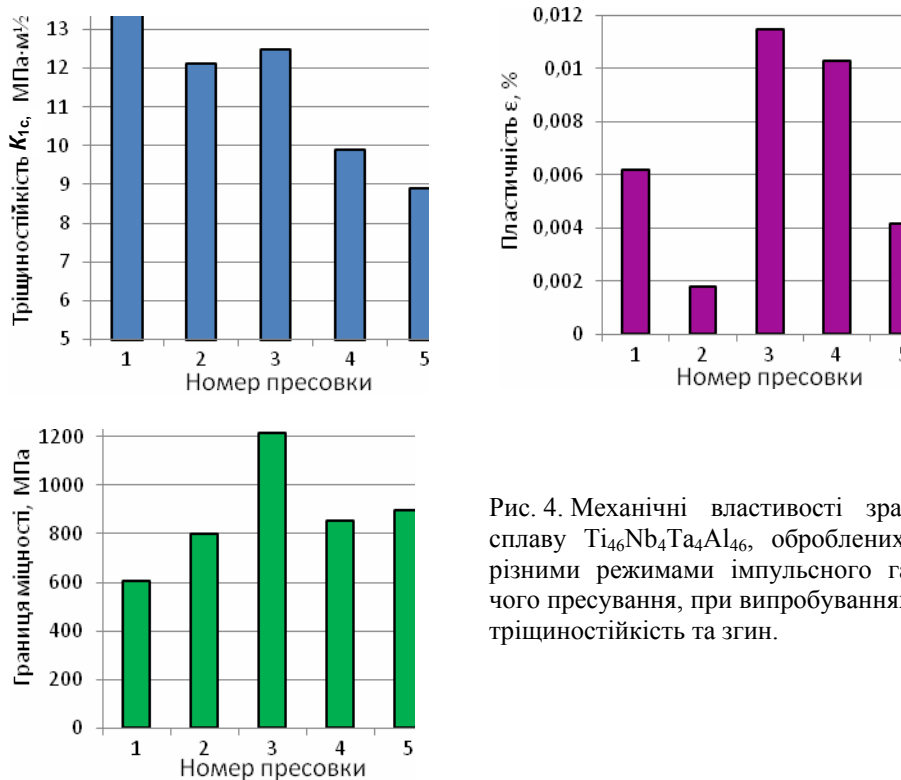 Тріщиностійкість K1c, МПа·м½
13
12
11
10
9
8
7
6
5
1 2 3 4 5
Номер пресовки
Пластичність ε, %
0,012
0,01
0,008
0,006
0,004
0,002
0
1 2 3 4
Номер пресовки
Границя міцності, МПа
1200
1000
800
600
400
200
0
1 2 3 4 5
Номер пресовки
Рис. 4. Механічні властивості зра
сплаву Ti46Nb4Ta4Al46, оброблених
різними режимами імпульсного га
чого пресування, при випробуваннях
тріщиностійкість та згин.